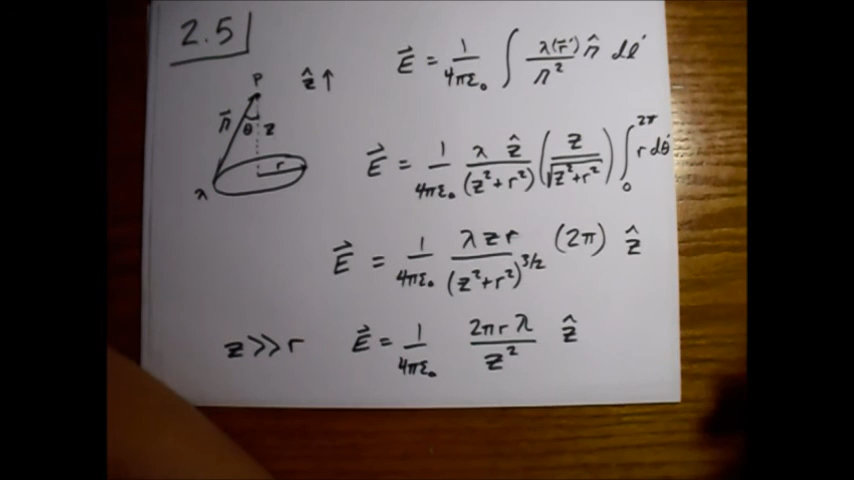 2.5
P
ẑ ↑
𝓇⃗
θ
z
r
λ
E⃗ = 1/(4πε₀) ∫ λ(r⃗′)/𝓇² 𝓇̂ dl′
E⃗ = 1/(4πε₀) λ ẑ/(z²+r²) (z/√(z²+r²)) ∫₀^{2π} r dθ′
E⃗ = 1/(4πε₀) λzr/(z²+r²)^{3/2} (2π) ẑ
z >> r E⃗ = 1/(4πε₀) 2πrλ/z² ẑ